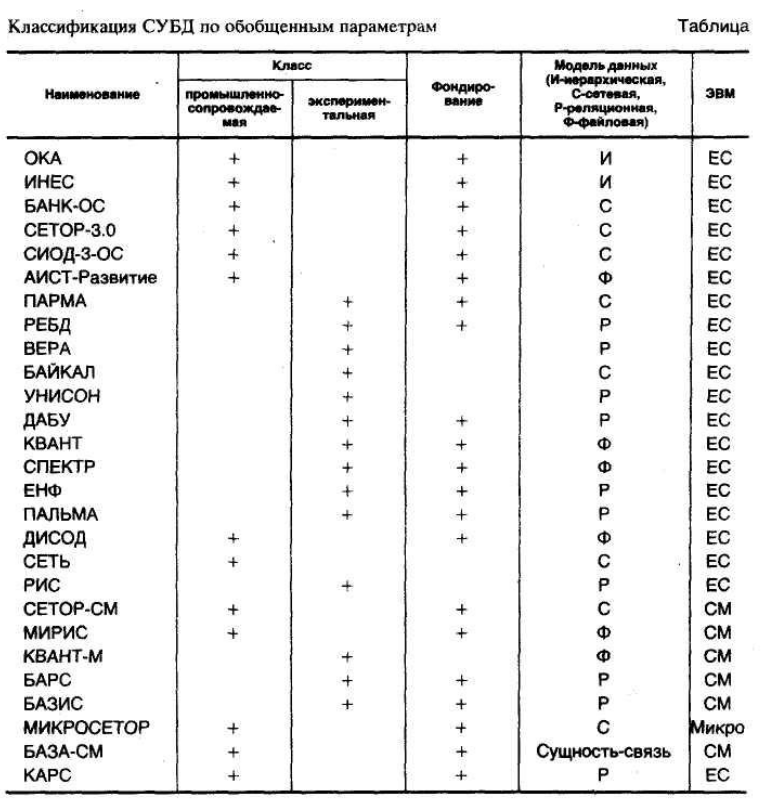 Классификация СУБД по обобщенным параметрам Таблица
Наименование Класс Фондиро-вание Модель данных (И-иерархическая, С-сетевая, Р-реляционная, Ф-файловая) ЭВМ
промышленно-сопровождае-мая эксперимен-тальная
ОКА + + И ЕС
ИНЕС + + И ЕС
БАНК-ОС + + С ЕС
СЕТОР-3.0 + + С ЕС
СИОД-3-ОС + + С ЕС
АИСТ-Развитие + + Ф ЕС
ПАРМА + + С ЕС
РЕБД + + Р ЕС
ВЕРА + Р ЕС
БАЙКАЛ + С ЕС
УНИСОН + Р ЕС
ДАБУ + + Р ЕС
КВАНТ + + Ф ЕС
СПЕКТР + + Ф ЕС
ЕНФ + + Р ЕС
ПАЛЬМА + + Р ЕС
ДИСОД + + Ф ЕС
СЕТЬ + С ЕС
РИС + Р ЕС
СЕТОР-СМ + + С СМ
МИРИС + + Ф СМ
КВАНТ-М + Ф СМ
БАРС + + Р СМ
БАЗИС + + Р СМ
МИКРОСЕТОР + + С Микро
БАЗА-СМ + + Сущность-связь СМ
КАРС + + Р ЕС